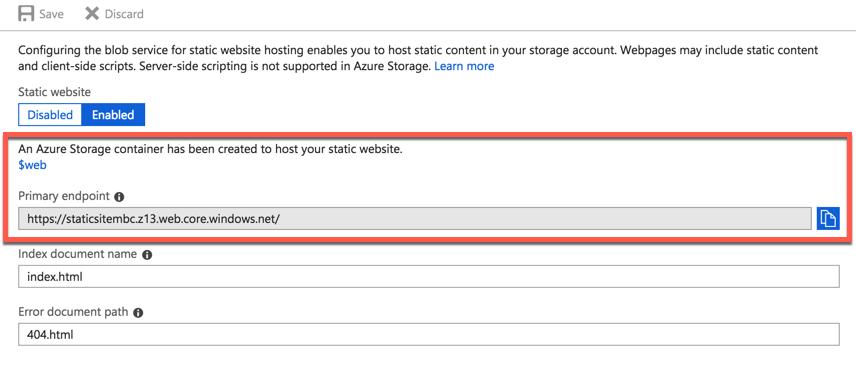 Save Discard
Configuring the blob service for static website hosting enables you to host static content in your storage account. Webpages may include static content
and client-side scripts. Server-side scripting is not supported in Azure Storage. Learn more
Static website
Disabled Enabled
An Azure Storage container has been created to host your static website.
$web
Primary endpoint
https://staticsitembc.z13.web.core.windows.net/
Index document name
index.html
Error document path
404.html